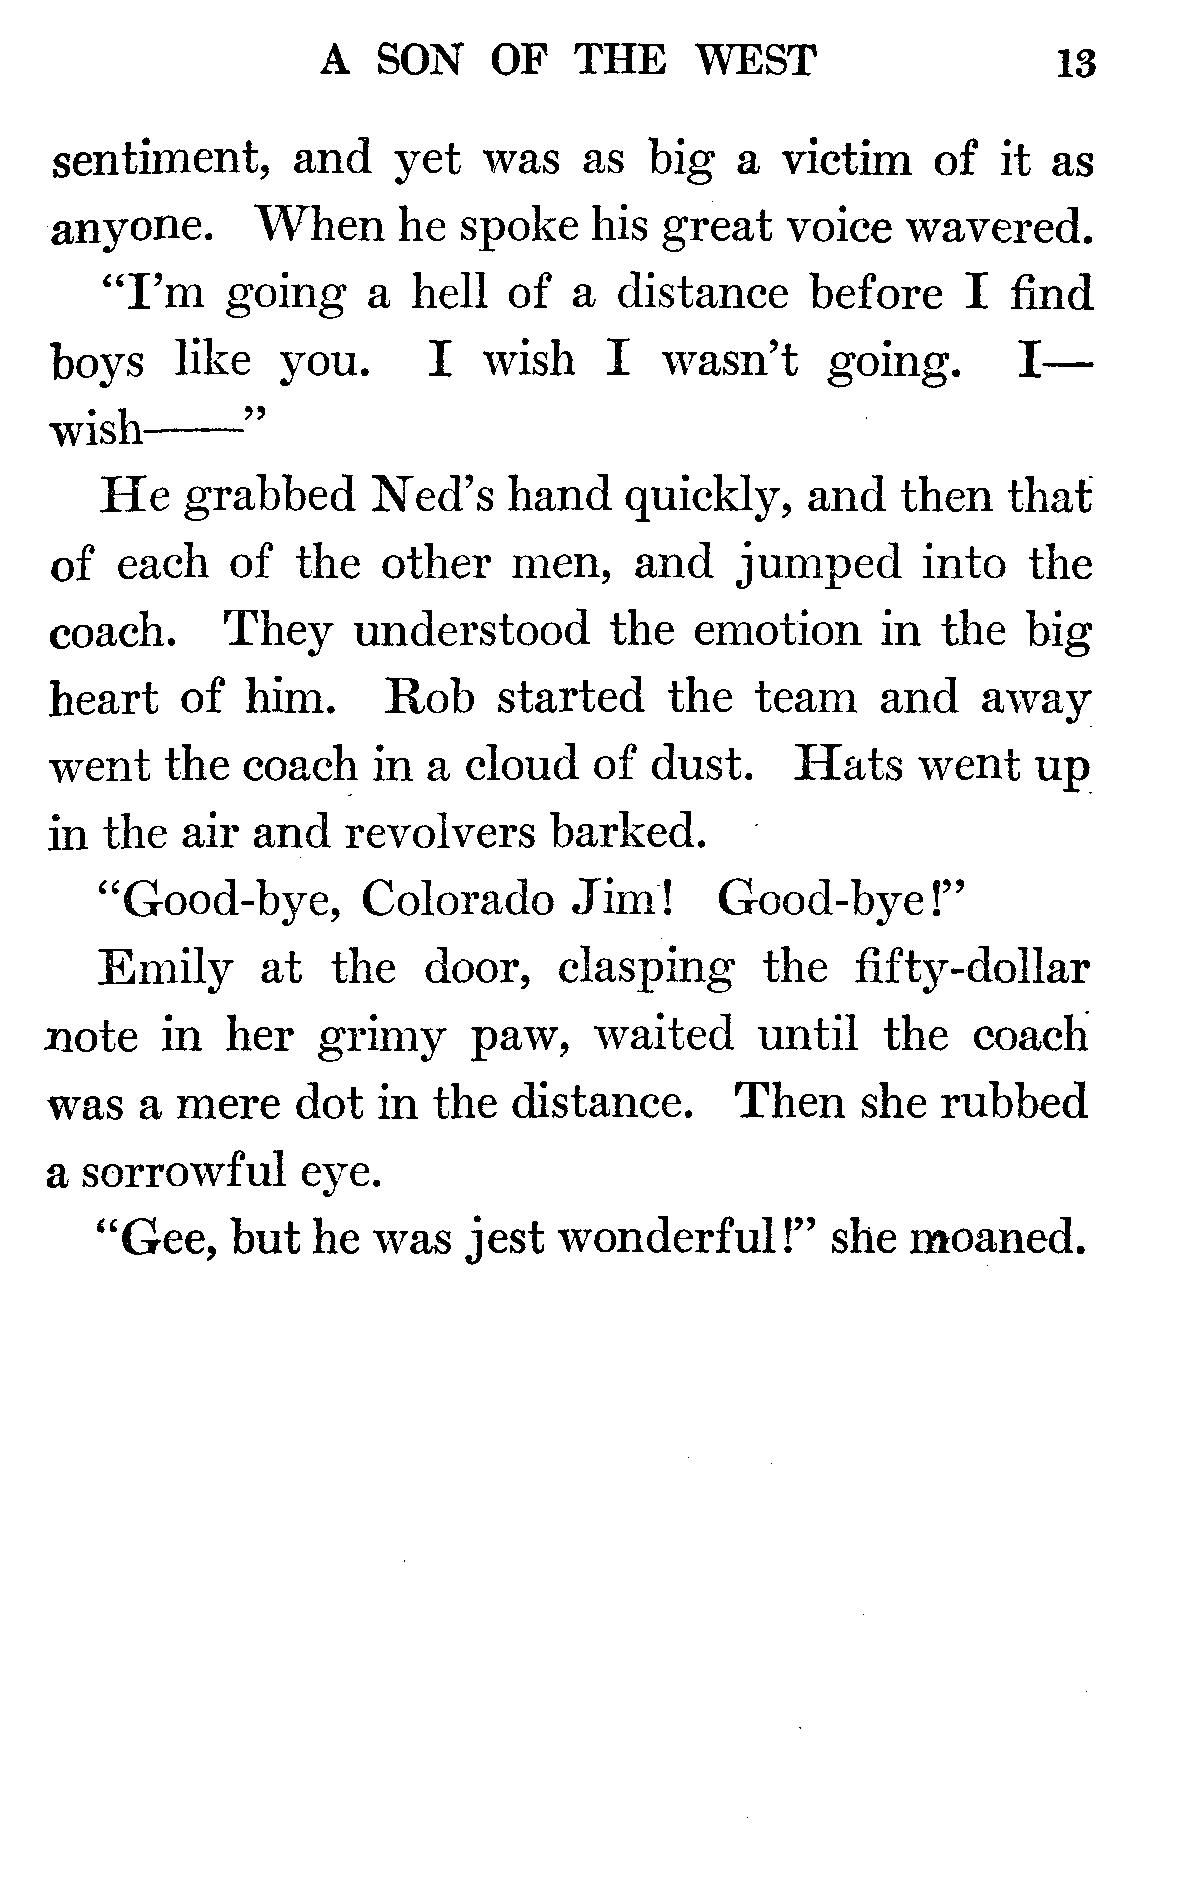 A SON OF THE WEST 13
sentiment, and yet was as big a victim of it as
anyone. When he spoke his great voice wavered.
“I’m going a hell of a distance before I find
boys like you. I wish I wasn’t going. I—
wish——”
He grabbed Ned’s hand quickly, and then that
of each of the other men, and jumped into the
coach. They understood the emotion in the big
heart of him. Rob started the team and away
went the coach in a cloud of dust. Hats went up
in the air and revolvers barked.
“Good-bye, Colorado Jim! Good-bye!”
Emily at the door, clasping the fifty-dollar
note in her grimy paw, waited until the coach
was a mere dot in the distance. Then she rubbed
a sorrowful eye.
“Gee, but he was jest wonderful!” she moaned.